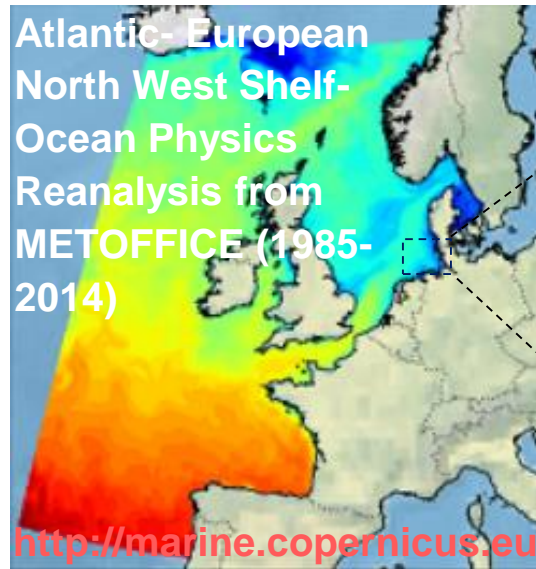 Atlantic- European
North West Shelf-
Ocean Physics
Reanalysis from
METOFFICE (1985-
2014)
http://marine.copernicus.eu